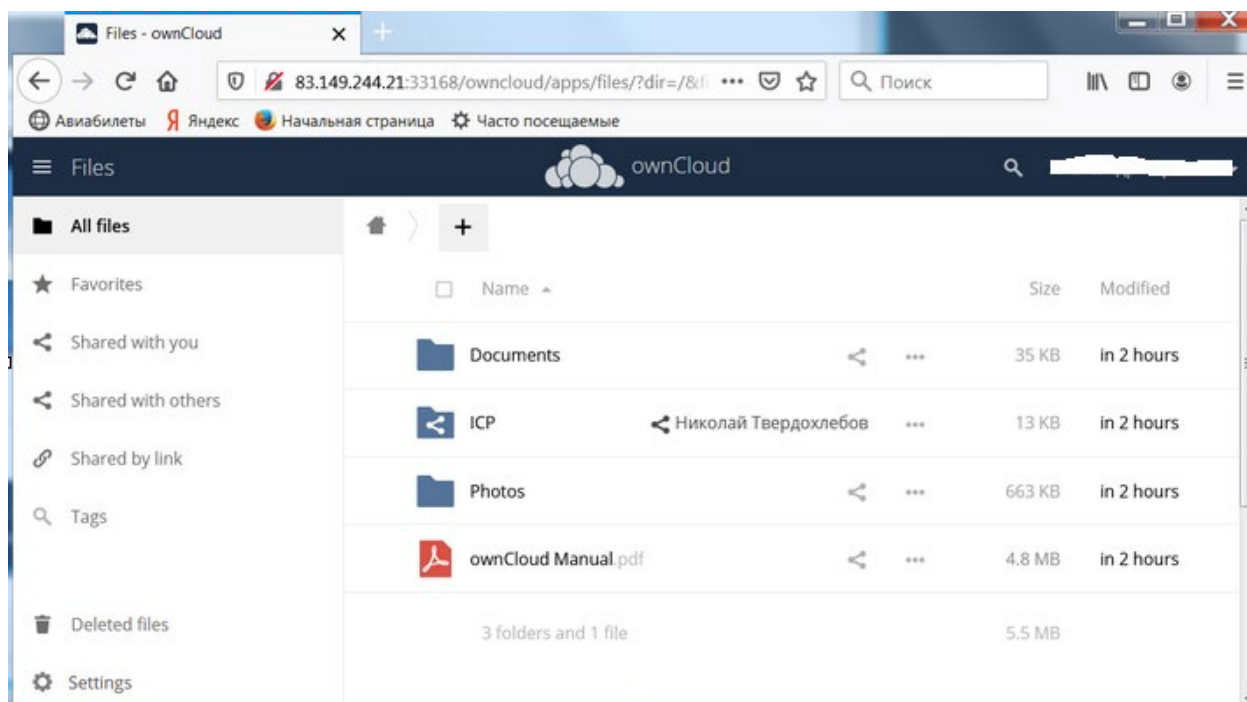 Files - ownCloud
83.149.244.21:33168/owncloud/apps/files/?dir=/&fi
Поиск
Авиабилеты Яндекс Начальная страница Часто посещаемые
Files
ownCloud
All files
Favorites
Shared with you
Shared with others
Shared by link
Tags
Deleted files
Settings
Name Size Modified
Documents 35 KB in 2 hours
ICP Николай Твердохлебов 13 KB in 2 hours
Photos 663 KB in 2 hours
ownCloud Manual.pdf 4.8 MB in 2 hours
3 folders and 1 file 5.5 MB